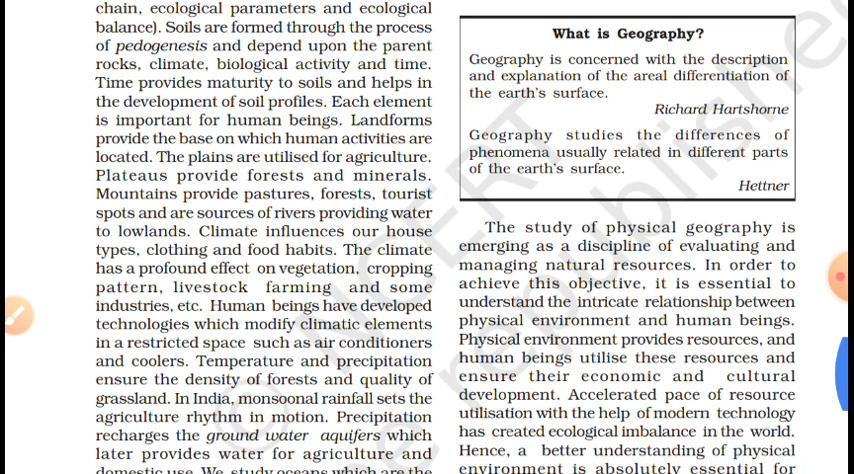 chain, ecological parameters and ecological
balance). Soils are formed through the process
of pedogenesis and depend upon the parent
rocks, climate, biological activity and time.
Time provides maturity to soils and helps in
the development of soil profiles. Each element
is important for human beings. Landforms
provide the base on which human activities are
located. The plains are utilised for agriculture.
Plateaus provide forests and minerals.
Mountains provide pastures, forests, tourist
spots and are sources of rivers providing water
to lowlands. Climate influences our house
types, clothing and food habits. The climate
has a profound effect on vegetation, cropping
pattern, livestock farming and some
industries, etc. Human beings have developed
technologies which modify climatic elements
in a restricted space such as air conditioners
and coolers. Temperature and precipitation
ensure the density of forests and quality of
grassland. In India, monsoonal rainfall sets the
agriculture rhythm in motion. Precipitation
recharges the ground water aquifers which
later provides water for agriculture and
domestic use. We study oceans which are the
What is Geography?
Geography is concerned with the description
and explanation of the areal differentiation of
the earth's surface.
Richard Hartshorne
Geography studies the differences of
phenomena usually related in different parts
of the earth's surface.
Hettner
The study of physical geography is
emerging as a discipline of evaluating and
managing natural resources. In order to
achieve this objective, it is essential to
understand the intricate relationship between
physical environment and human beings.
Physical environment provides resources, and
human beings utilise these resources and
ensure their economic and cultural
development. Accelerated pace of resource
utilisation with the help of modern technology
has created ecological imbalance in the world.
Hence, a better understanding of physical
environment is absolutely essential for
© NCERT
be republished